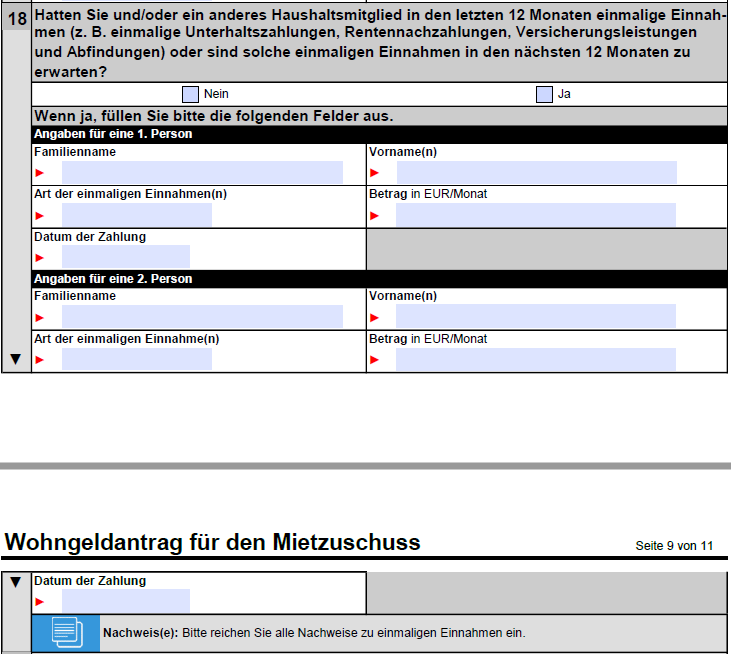 18 Hatten Sie und/oder ein anderes Haushaltsmitglied in den letzten 12 Monaten einmalige Einnah-
men (z. B. einmalige Unterhaltszahlungen, Rentennachzahlungen, Versicherungsleistungen
und Abfindungen) oder sind solche einmaligen Einnahmen in den nächsten 12 Monaten zu
erwarten?
Nein Ja
Wenn ja, füllen Sie bitte die folgenden Felder aus.
Angaben für eine 1. Person
Familienname Vorname(n)
Art der einmaligen Einnahmen(n) Betrag in EUR/Monat
Datum der Zahlung
Angaben für eine 2. Person
Familienname Vorname(n)
Art der einmaligen Einnahme(n) Betrag in EUR/Monat
Wohngeldantrag für den Mietzuschuss Seite 9 von 11
Datum der Zahlung
Nachweis(e): Bitte reichen Sie alle Nachweise zu einmaligen Einnahmen ein.